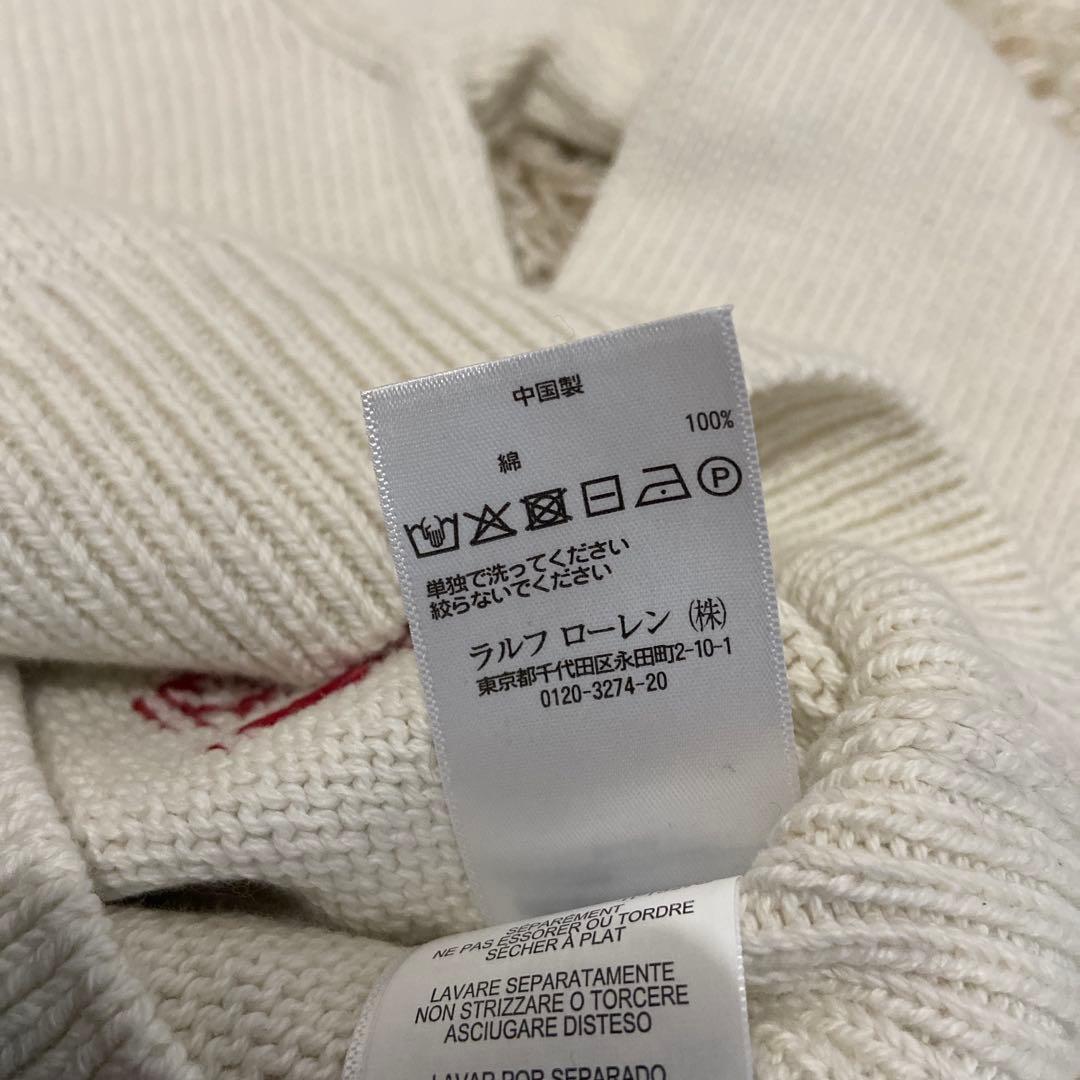 中国製
綿 100%
単独で洗ってください
絞らないでください
ラルフ ローレン (株)
東京都千代田区永田町2-10-1
0120-3274-20
SEPAREMENT
NE PAS ESSORER OU TORDRE
SECHER A PLAT
LAVARE SEPARATAMENTE
NON STRIZZARE O TORCERE
ASCIUGARE DISTESO
LAVAR POR SEPARADO